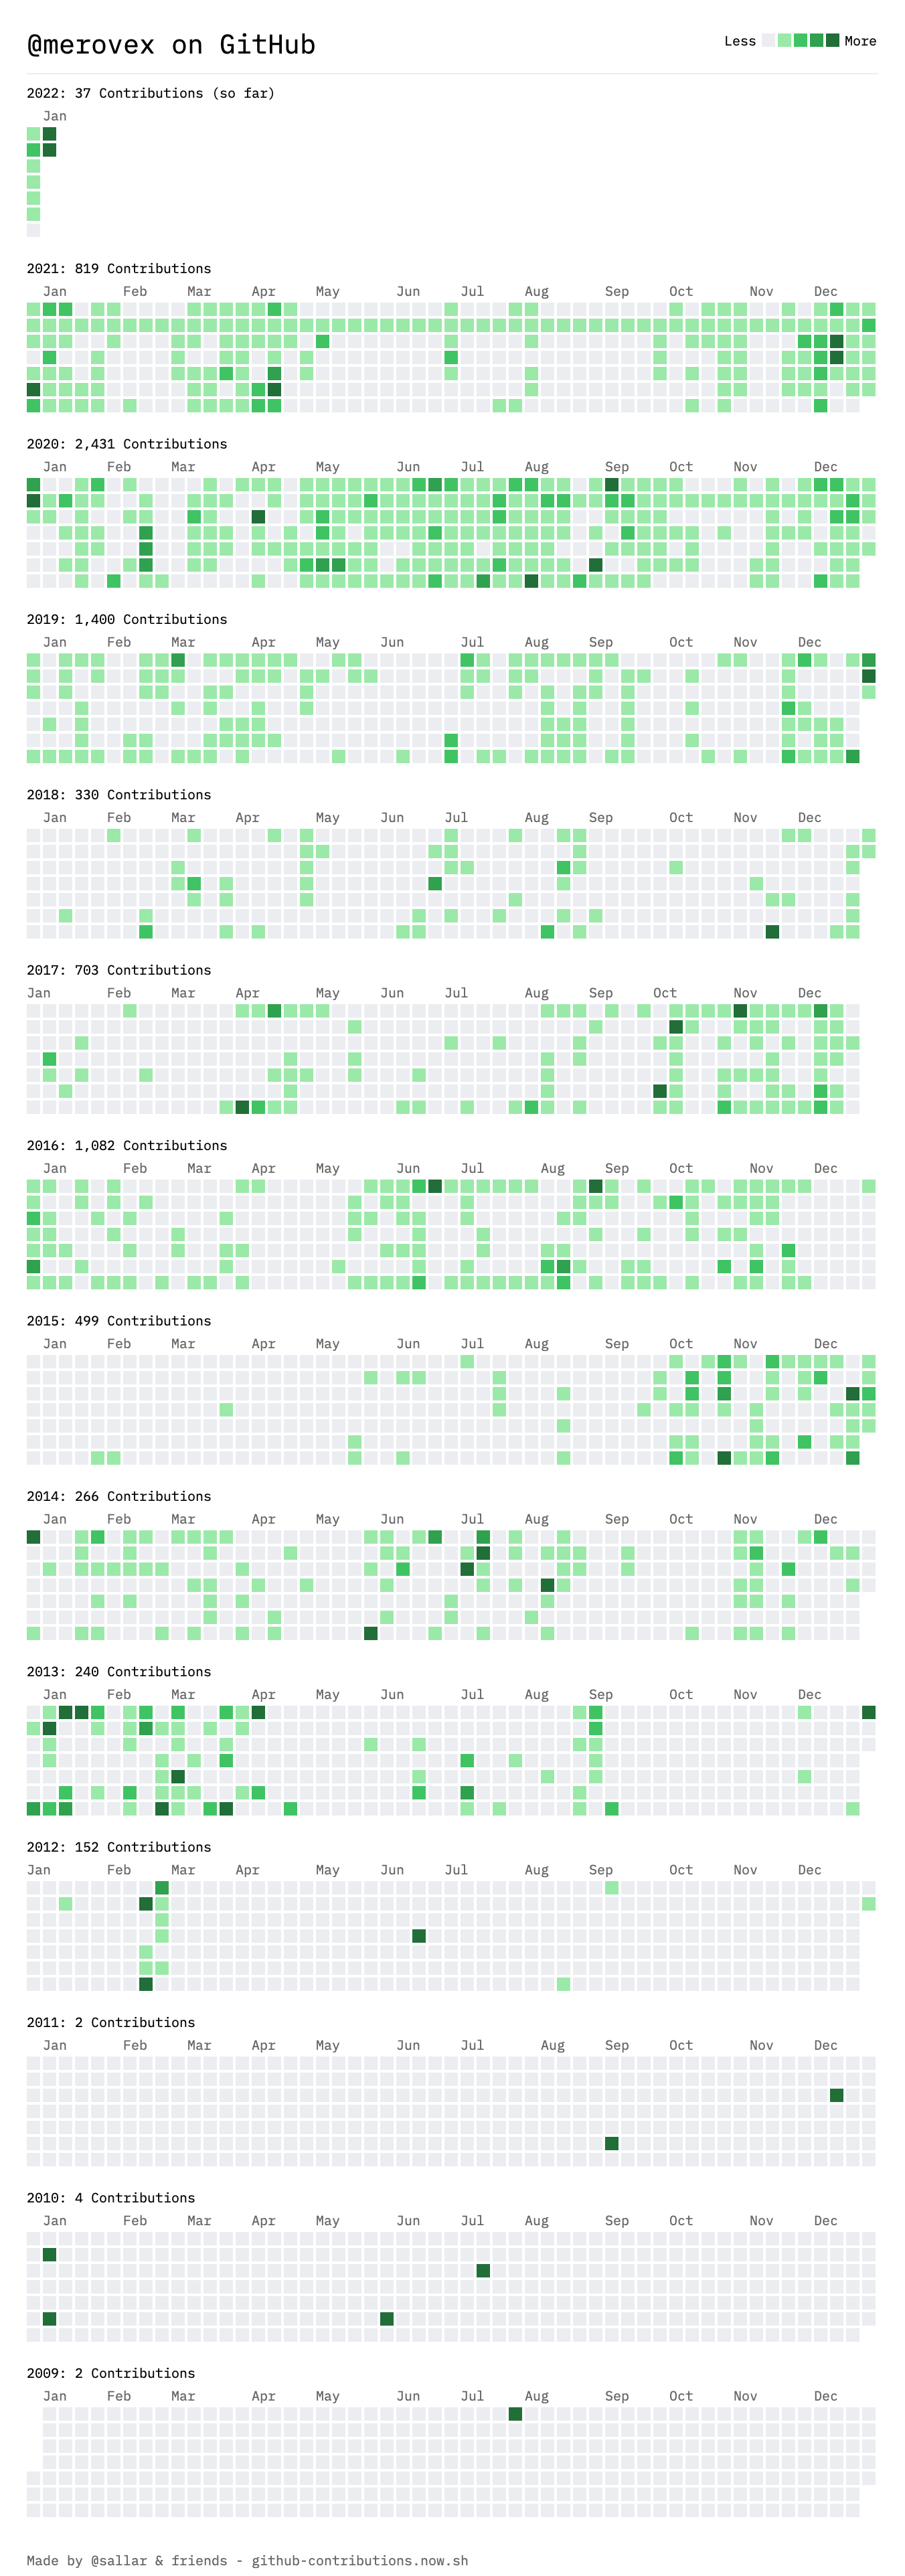 @merovex on GitHub
Less More
2022: 37 Contributions (so far)
Jan
2021: 819 Contributions
Jan Feb Mar Apr May Jun Jul Aug Sep Oct Nov Dec
2020: 2,431 Contributions
Jan Feb Mar Apr May Jun Jul Aug Sep Oct Nov Dec
2019: 1,400 Contributions
Jan Feb Mar Apr May Jun Jul Aug Sep Oct Nov Dec
2018: 330 Contributions
Jan Feb Mar Apr May Jun Jul Aug Sep Oct Nov Dec
2017: 703 Contributions
Jan Feb Mar Apr May Jun Jul Aug Sep Oct Nov Dec
2016: 1,082 Contributions
Jan Feb Mar Apr May Jun Jul Aug Sep Oct Nov Dec
2015: 499 Contributions
Jan Feb Mar Apr May Jun Jul Aug Sep Oct Nov Dec
2014: 266 Contributions
Jan Feb Mar Apr May Jun Jul Aug Sep Oct Nov Dec
2013: 240 Contributions
Jan Feb Mar Apr May Jun Jul Aug Sep Oct Nov Dec
2012: 152 Contributions
Jan Feb Mar Apr May Jun Jul Aug Sep Oct Nov Dec
2011: 2 Contributions
Jan Feb Mar Apr May Jun Jul Aug Sep Oct Nov Dec
2010: 4 Contributions
Jan Feb Mar Apr May Jun Jul Aug Sep Oct Nov Dec
2009: 2 Contributions
Jan Feb Mar Apr May Jun Jul Aug Sep Oct Nov Dec
Made by @sallar & friends - github-contributions.now.sh